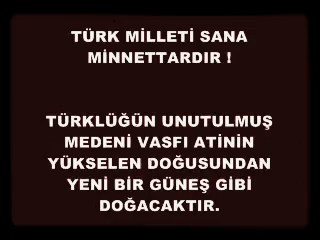 TÜRK MİLLETİ SANA
MİNNETTARDIR !
TÜRKLÜĞÜN UNUTULMUŞ
MEDENİ VASFI ATİNİN
YÜKSELEN DOĞUSUNDAN
YENİ BİR GÜNEŞ GİBİ
DOĞACAKTIR.